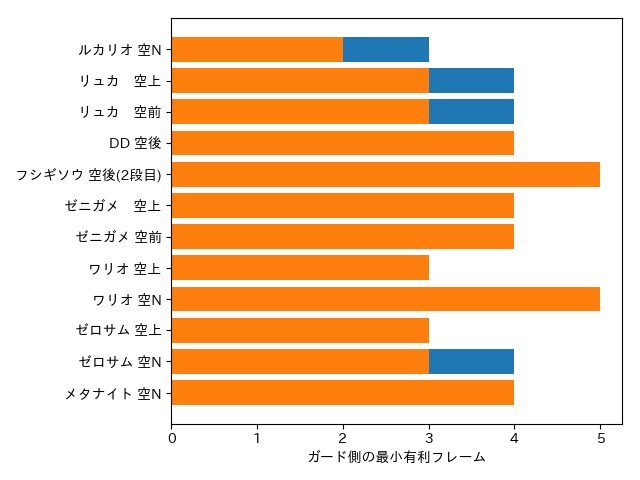 ルカリオ 空N
リュカ　空上
リュカ　空前
DD 空後
フシギソウ 空後(2段目)
ゼニガメ　空上
ゼニガメ 空前
ワリオ 空上
ワリオ 空N
ゼロサム 空上
ゼロサム 空N
メタナイト 空N
0 1 2 3 4 5
ガード側の最小有利フレーム